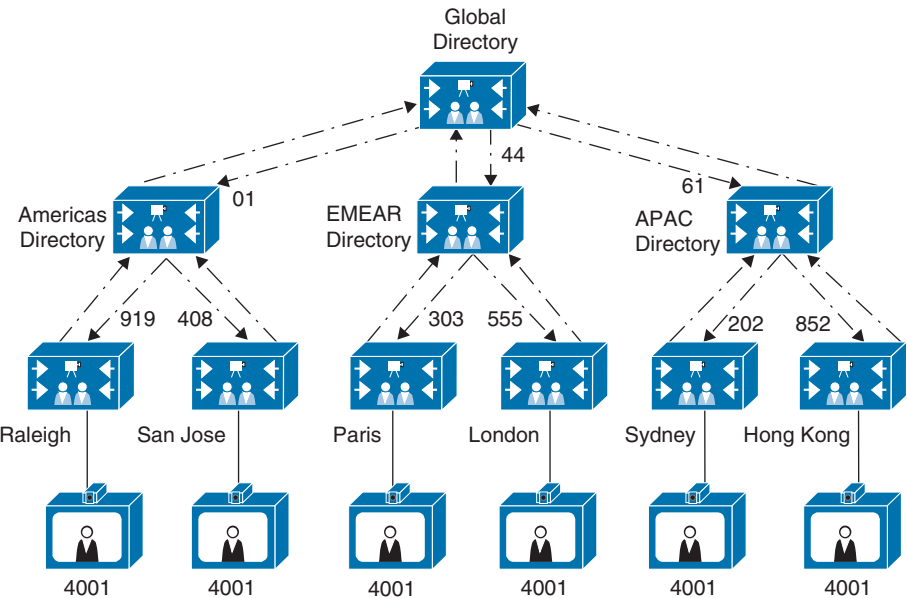 Global
Directory
44
01
61
Americas
Directory
EMEAR
Directory
APAC
Directory
919
408
303
555
202
852
Raleigh
San Jose
Paris
London
Sydney
Hong Kong
4001
4001
4001
4001
4001
4001